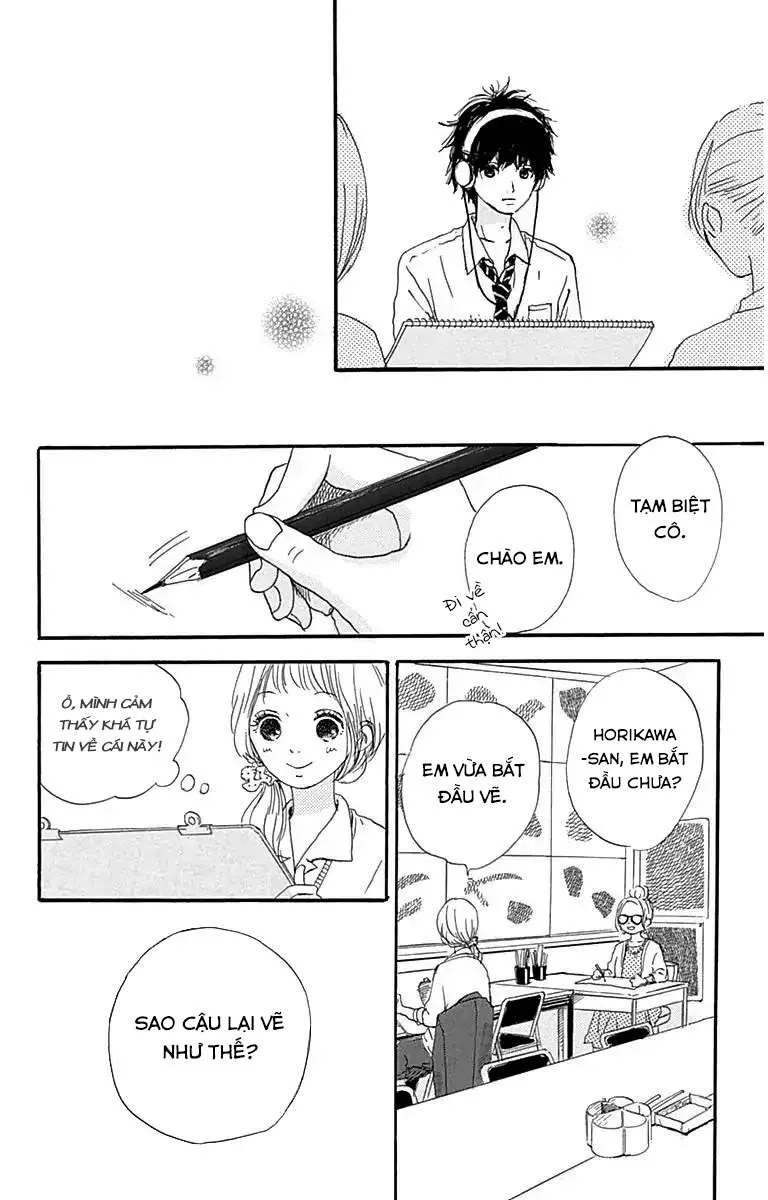 TẠM BIỆT
CÔ.
CHÀO EM.
Đi về
cẩn
thận!
HORIKAWA
-SAN, EM BẮT
ĐẦU CHƯA?
EM VỪA BẮT
ĐẦU VẼ.
Ồ, MÌNH CẢM
THẤY KHÁ TỰ
TIN VỀ CÁI NÀY!
SAO CẬU LẠI VẼ
NHƯ THẾ?